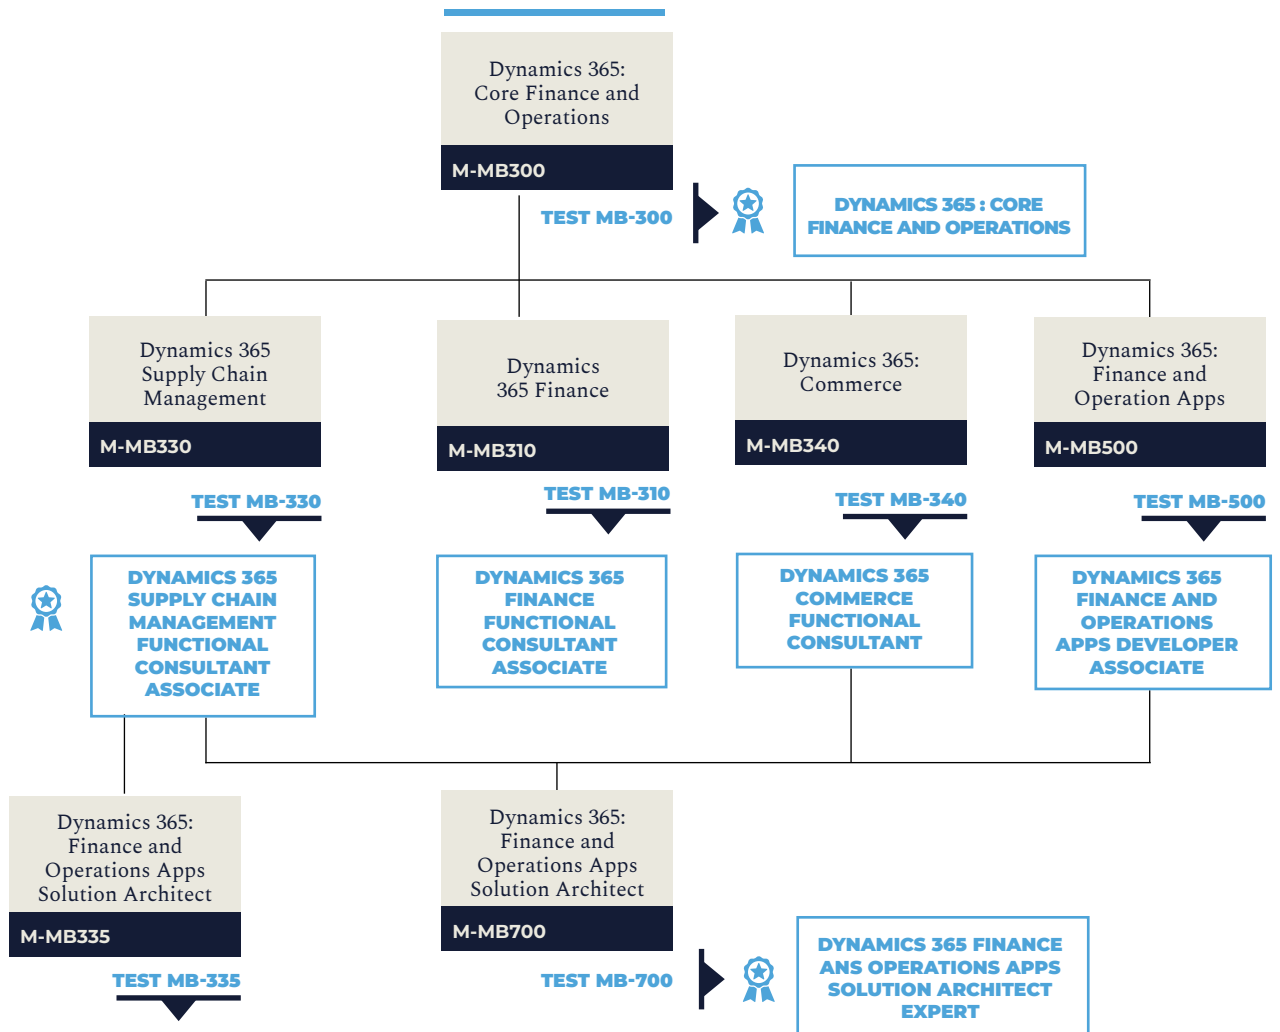 Dynamics 365:
Core Finance and
Operations
M-MB300
TEST MB-300
DYNAMICS 365 : CORE
FINANCE AND OPERATIONS
Dynamics 365
Supply Chain
Management
M-MB330
TEST MB-330
DYNAMICS 365
SUPPLY CHAIN
MANAGEMENT
FUNCTIONAL
CONSULTANT
ASSOCIATE
Dynamics
365 Finance
M-MB310
TEST MB-310
DYNAMICS 365
FINANCE
FUNCTIONAL
CONSULTANT
ASSOCIATE
Dynamics 365:
Commerce
M-MB340
TEST MB-340
DYNAMICS 365
COMMERCE
FUNCTIONAL
CONSULTANT
Dynamics 365:
Finance and
Operation Apps
M-MB500
TEST MB-500
DYNAMICS 365
FINANCE AND
OPERATIONS
APPS DEVELOPER
ASSOCIATE
Dynamics 365:
Finance and
Operations Apps
Solution Architect
M-MB335
TEST MB-335
Dynamics 365:
Finance and
Operations Apps
Solution Architect
M-MB700
TEST MB-700
DYNAMICS 365 FINANCE
ANS OPERATIONS APPS
SOLUTION ARCHITECT
EXPERT